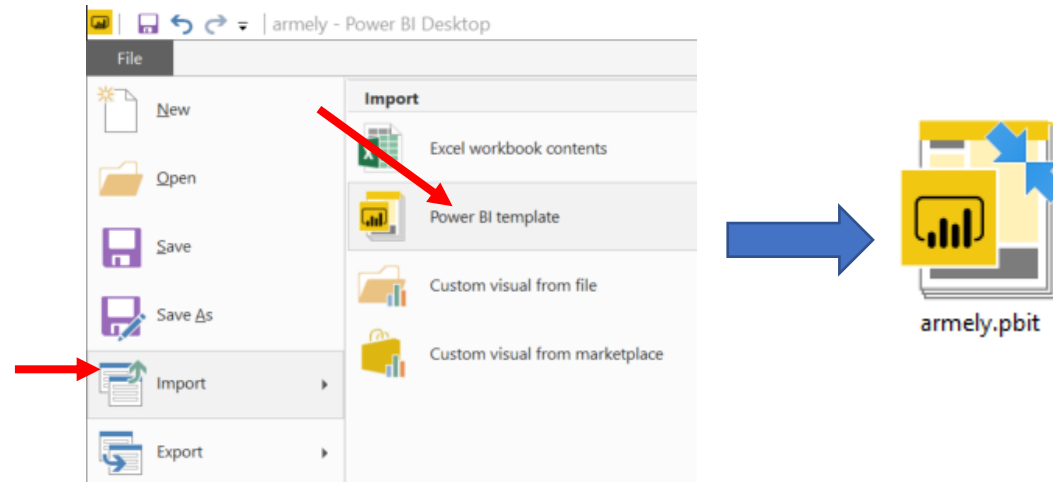 armely - Power BI Desktop
File
New
Open
Save
Save As
Import
Export
Import
Excel workbook contents
Power BI template
Custom visual from file
Custom visual from marketplace
armely.pbit